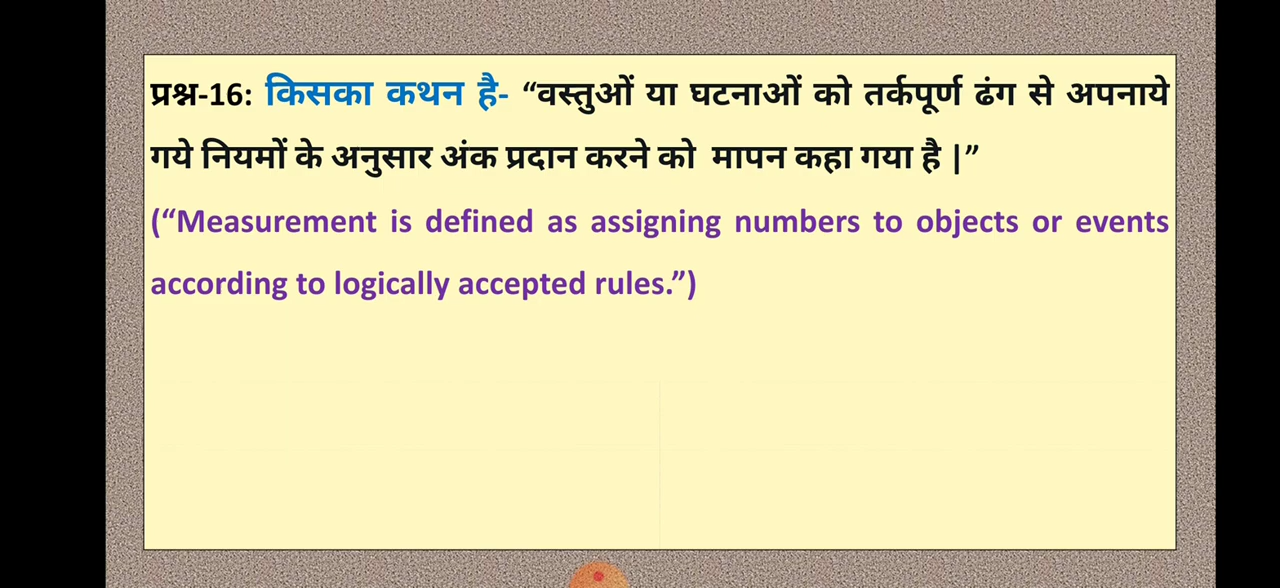 प्रश्न-16: किसका कथन है- “वस्तुओं या घटनाओं को तर्कपूर्ण ढंग से अपनाये
गये नियमों के अनुसार अंक प्रदान करने को मापन कहा गया है |”
(“Measurement is defined as assigning numbers to objects or events
according to logically accepted rules.”)